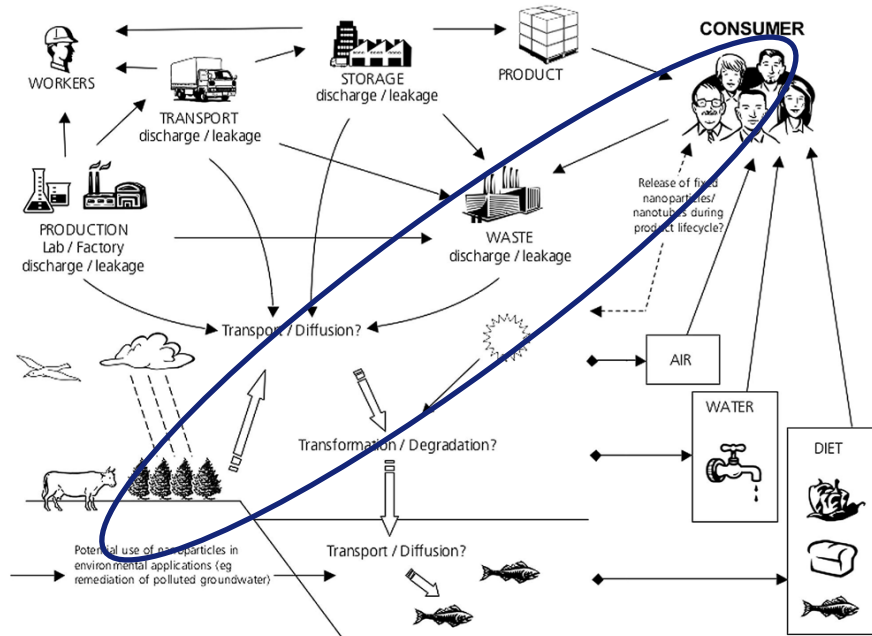 CONSUMER
WORKERS
STORAGE
discharge / leakage
PRODUCT
TRANSPORT
discharge / leakage
Release of fixed
nanoparticles/
nanotubes during
product lifecycle?
PRODUCTION
Lab / Factory
discharge / leakage
WASTE
discharge / leakage
Transport / Diffusion?
AIR
WATER
Transformation / Degradation?
DIET
Potential use of nanoparticles in
environmental applications (eg
remediation of polluted groundwater)
Transport / Diffusion?